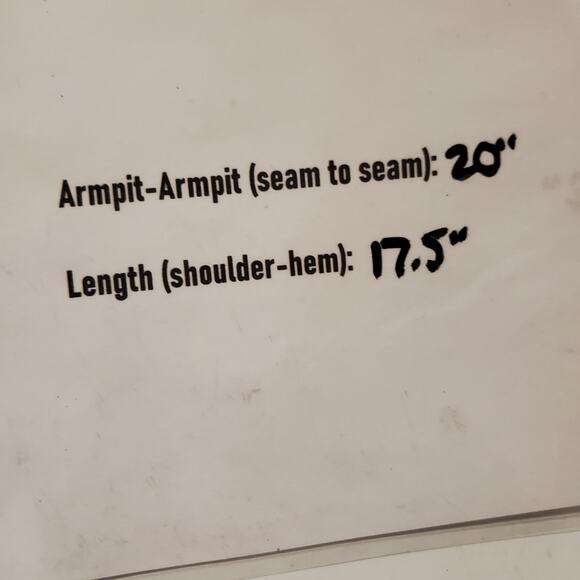 Armpit-Armpit (seam to seam): 20"
Length (shoulder-hem): 17.5"